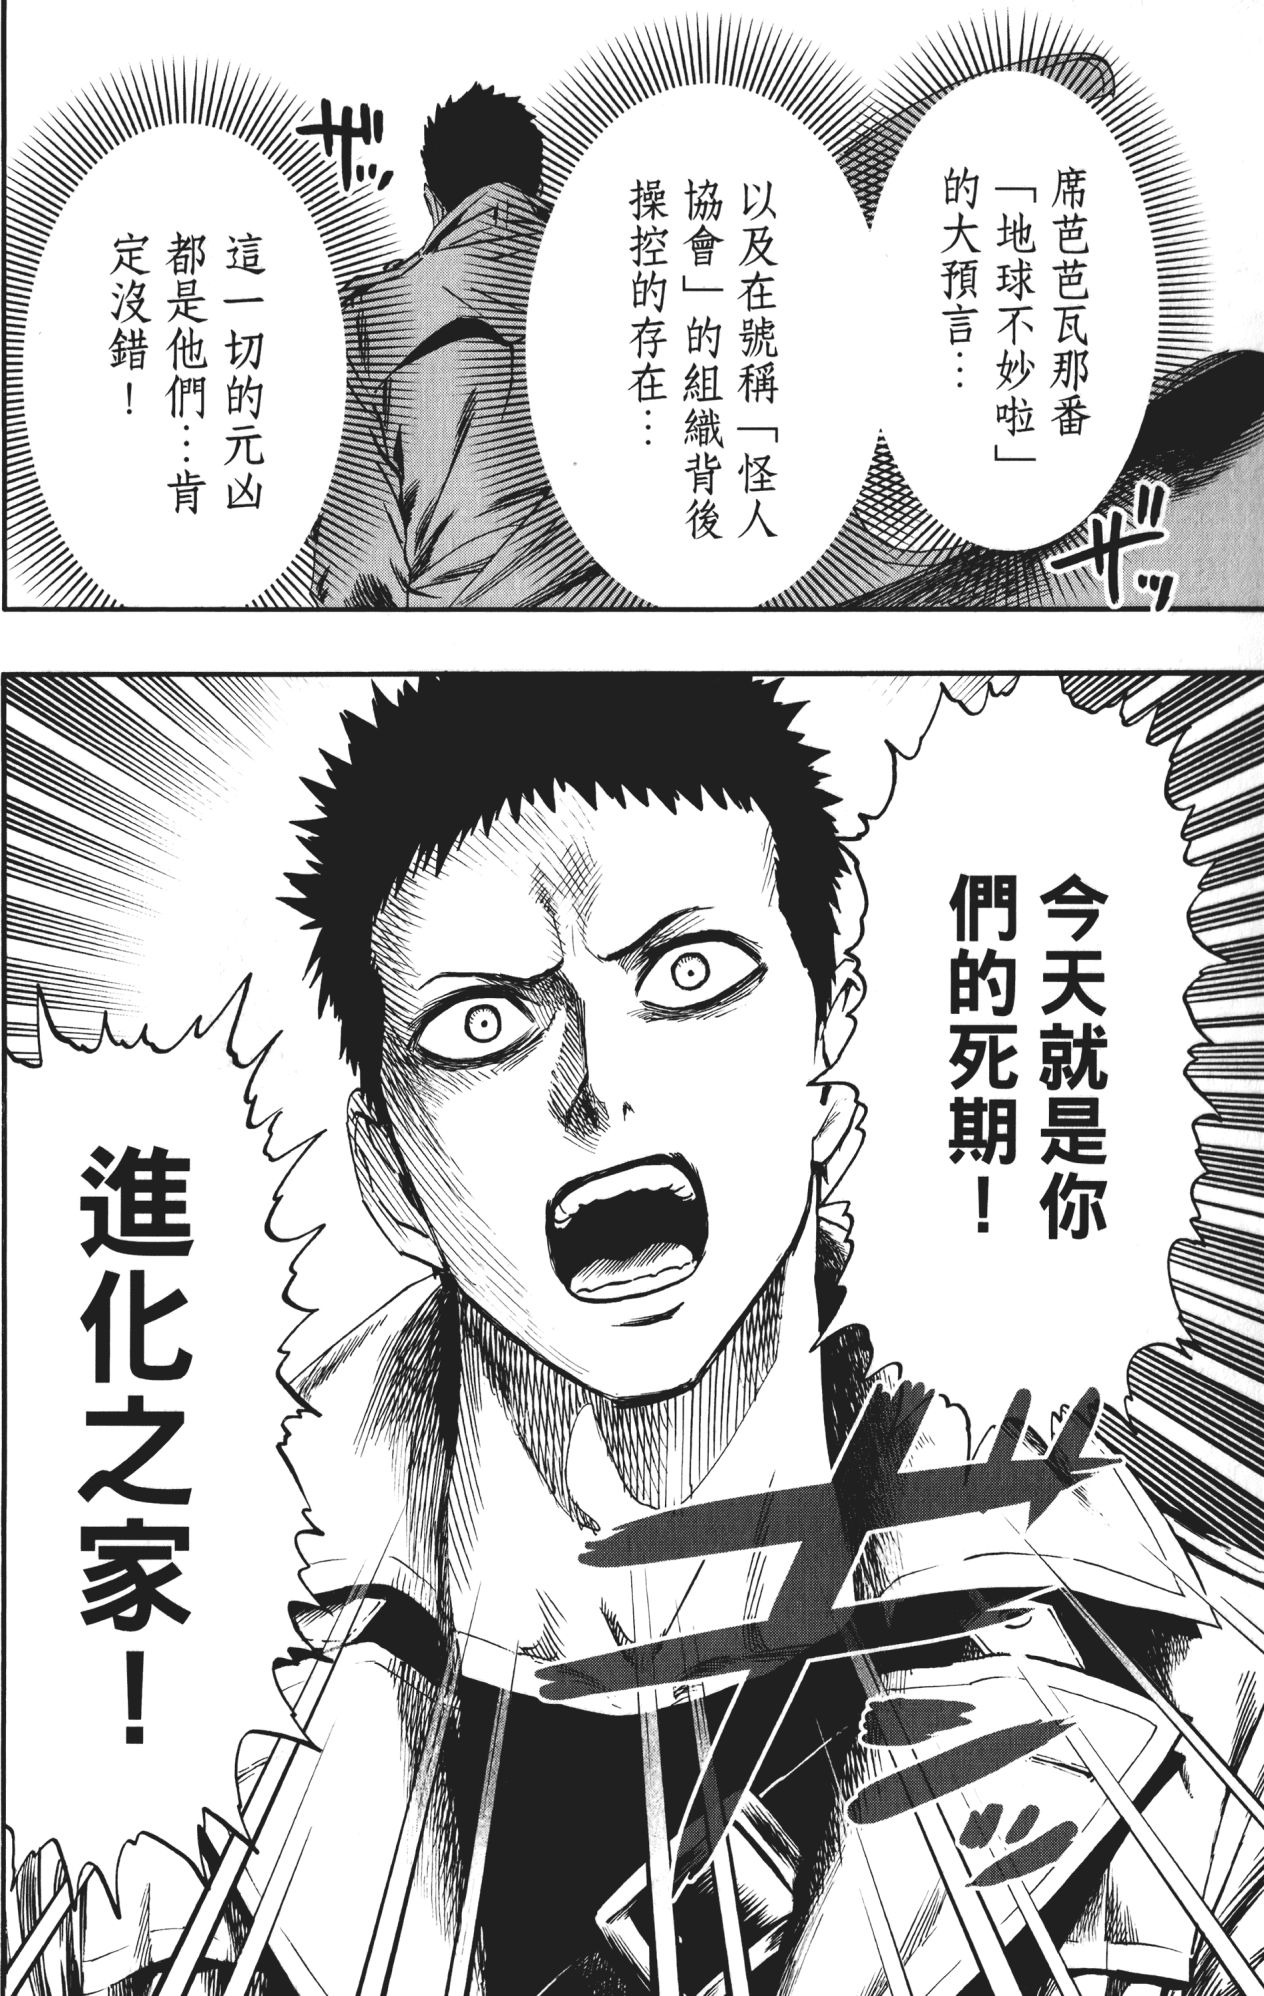 席芭芭瓦那番
「地球不妙啦」
的大預言…
ザッ
以及在號稱「怪人
協會」的組織背後
操控的存在…
ザッ
這一切的元凶
都是他們…肯
定沒錯！
今天就是你
們的死期！
進化之家！
ザッ